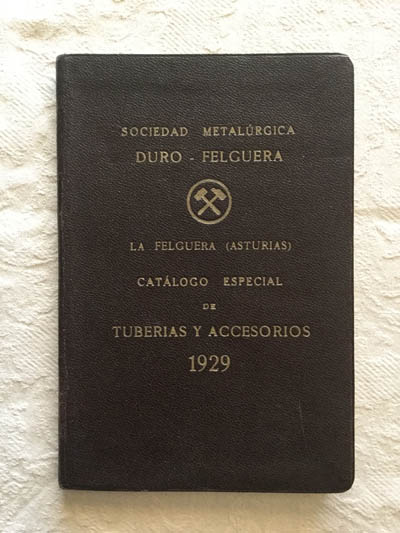 SOCIEDAD METALÚRGICA
DURO - FELGUERA
LA FELGUERA (ASTURIAS)
CATÁLOGO ESPECIAL
DE
TUBERIAS Y ACCESORIOS
1929